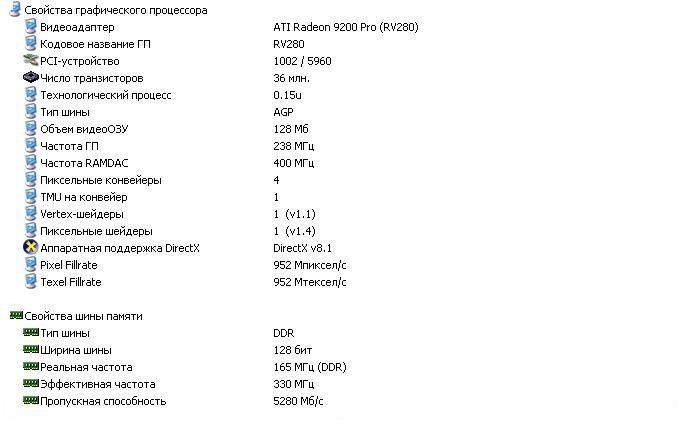 Свойства графического процессора
Видеоадаптер ATI Radeon 9200 Pro (RV280)
Кодовое название ГП RV280
PCI-устройство 1002 / 5960
Число транзисторов 36 млн.
Технологический процесс 0.15u
Тип шины AGP
Объем видеоОЗУ 128 Мб
Частота ГП 238 МГц
Частота RAMDAC 400 МГц
Пиксельные конвейеры 4
TMU на конвейер 1
Vertex-шейдеры 1 (v1.1)
Пиксельные шейдеры 1 (v1.4)
Аппаратная поддержка DirectX DirectX v8.1
Pixel Fillrate 952 Мпиксел/с
Texel Fillrate 952 Мтексел/с
Свойства шины памяти
Тип шины DDR
Ширина шины 128 бит
Реальная частота 165 МГц (DDR)
Эффективная частота 330 МГц
Пропускная способность 5280 Мб/с